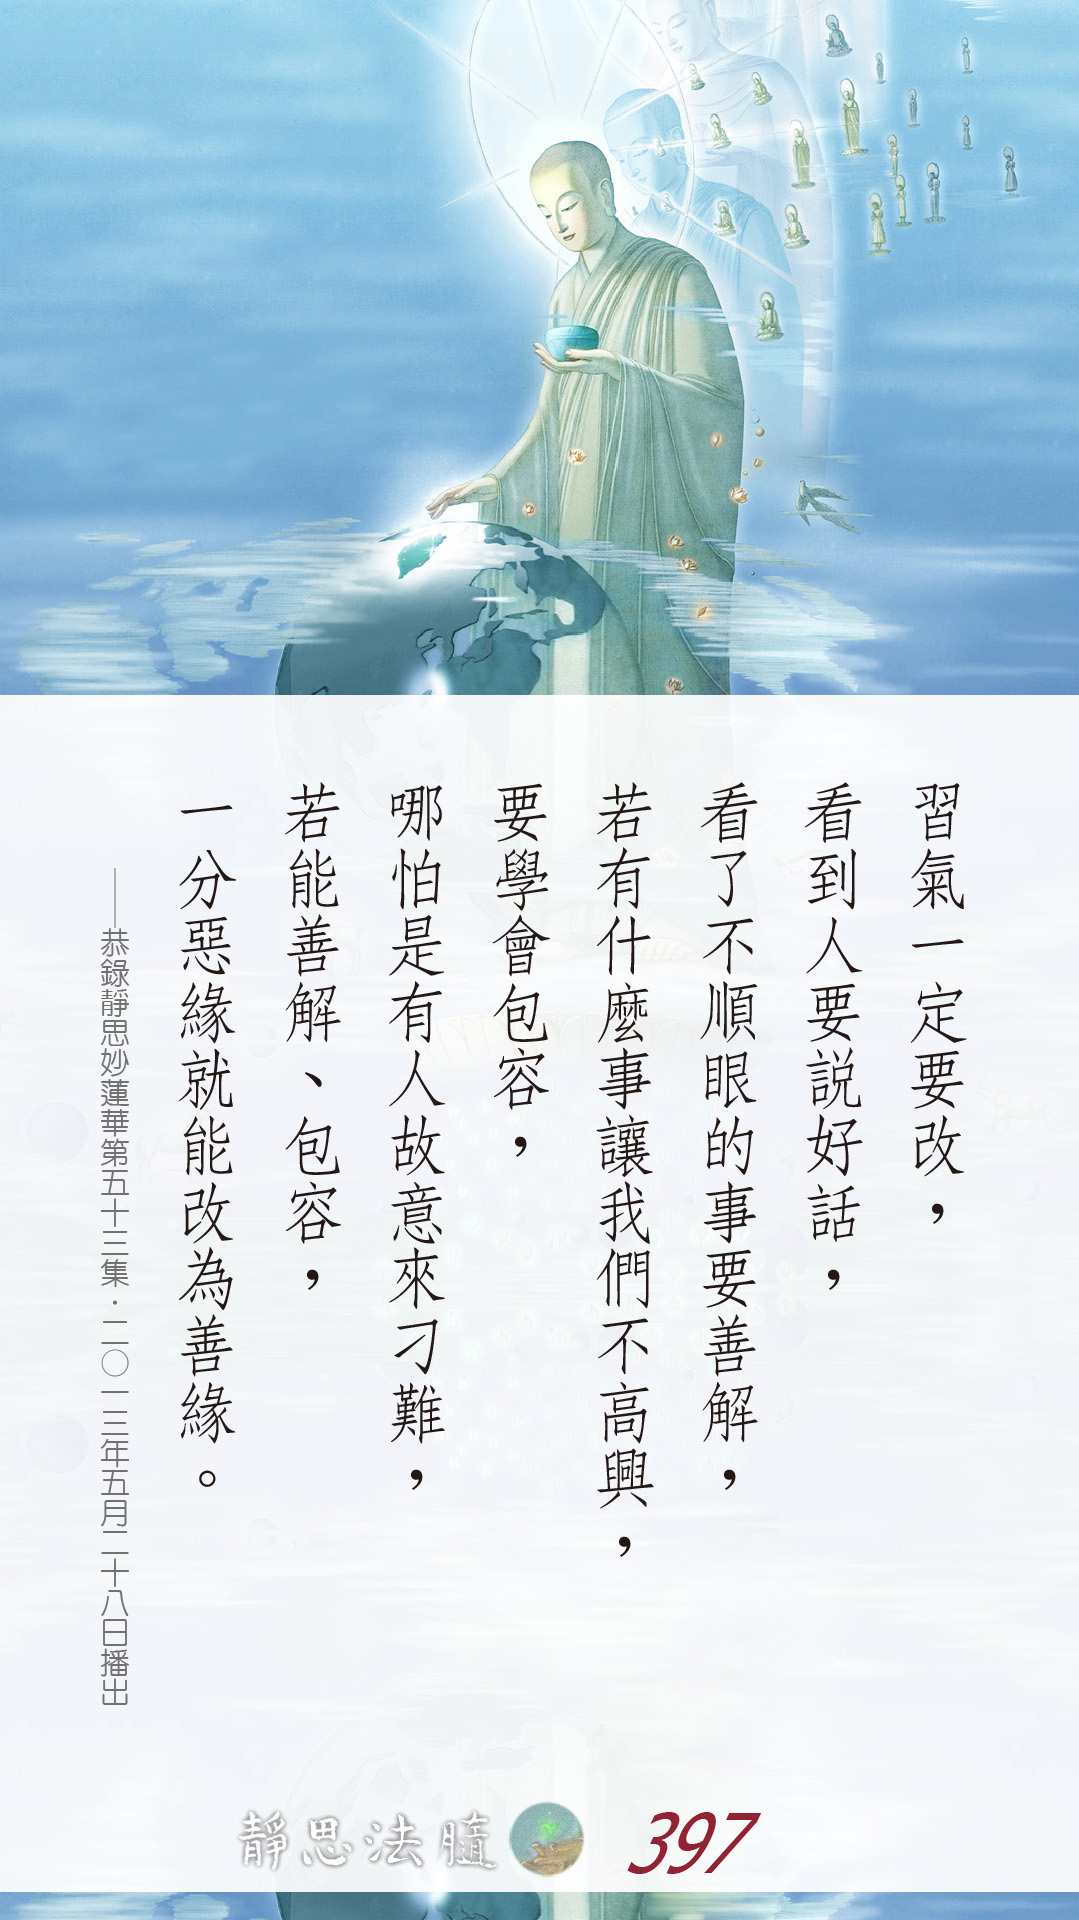 習氣一定要改，
看到人要說好話，
看了不順眼的事要善解，
若有什麼事讓我們不高興，
要學會包容，
哪怕是有人故意來刁難，
若能善解、包容，
一分惡緣就能改為善緣。
——恭錄靜思妙蓮華第五十三集·二〇一三年五月二十八日播出
靜思法髓
397